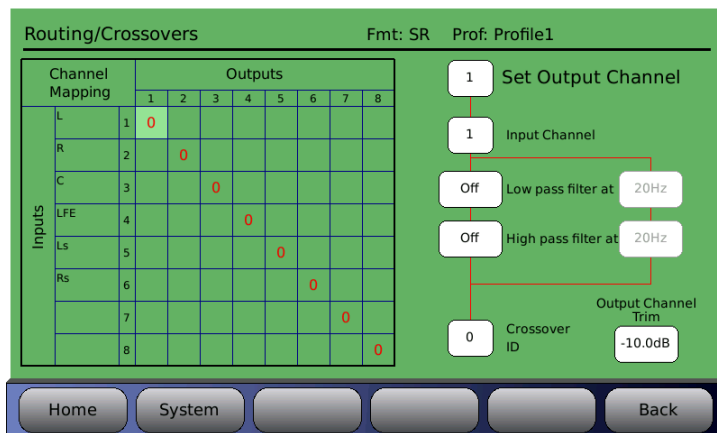 Routing/Crossovers Fmt: SR Prof: Profile1
Channel Mapping
Outputs
1 2 3 4 5 6 7 8
Inputs
L 1 0
R 2 0
C 3 0
LFE 4 0
Ls 5 0
Rs 6 0
7 0
8 0
1 Set Output Channel
1 Input Channel
Off Low pass filter at 20Hz
Off High pass filter at 20Hz
0 Crossover ID
Output Channel Trim
-10.0dB
Home System Back